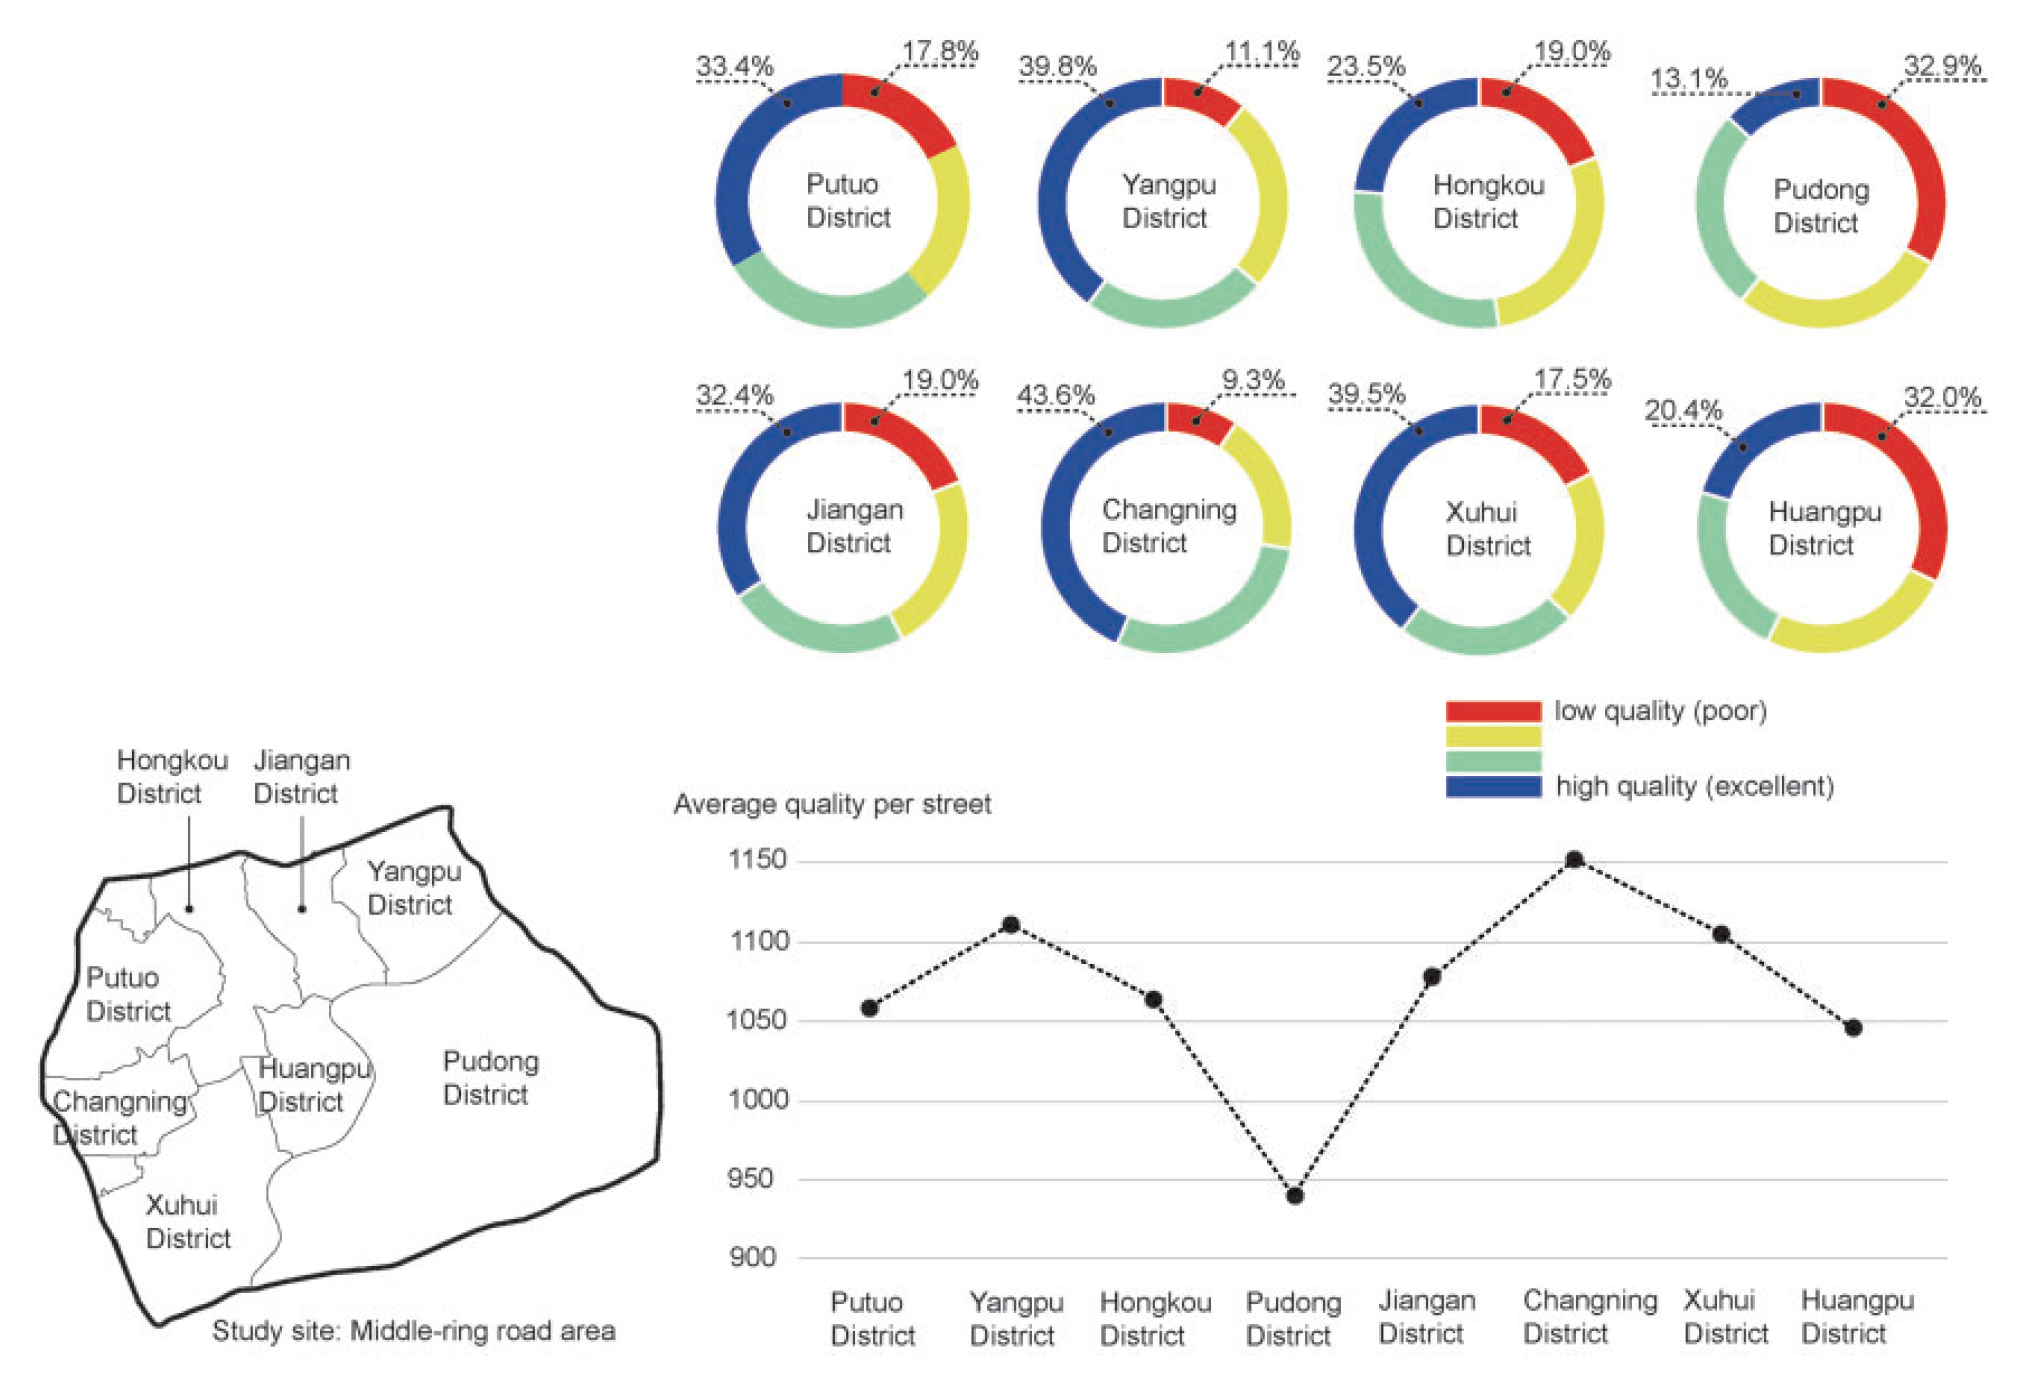 33.4%
17.8%
39.8%
11.1%
23.5%
19.0%
13.1%
32.9%
Putuo
District
Yangpu
District
Hongkou
District
Pudong
District
32.4%
19.0%
43.6%
9.3%
39.5%
17.5%
20.4%
32.0%
Jiangan
District
Changning
District
Xuhui
District
Huangpu
District
low quality (poor)
high quality (excellent)
Hongkou
District
Jiangan
District
Yangpu
District
Putuo
District
Huangpu
District
Pudong
District
Changning
District
Xuhui
District
Study site: Middle-ring road area
Average quality per street
1150
1100
1050
1000
950
900
Putuo
District
Yangpu
District
Hongkou
District
Pudong
District
Jiangan
District
Changning
District
Xuhui
District
Huangpu
District